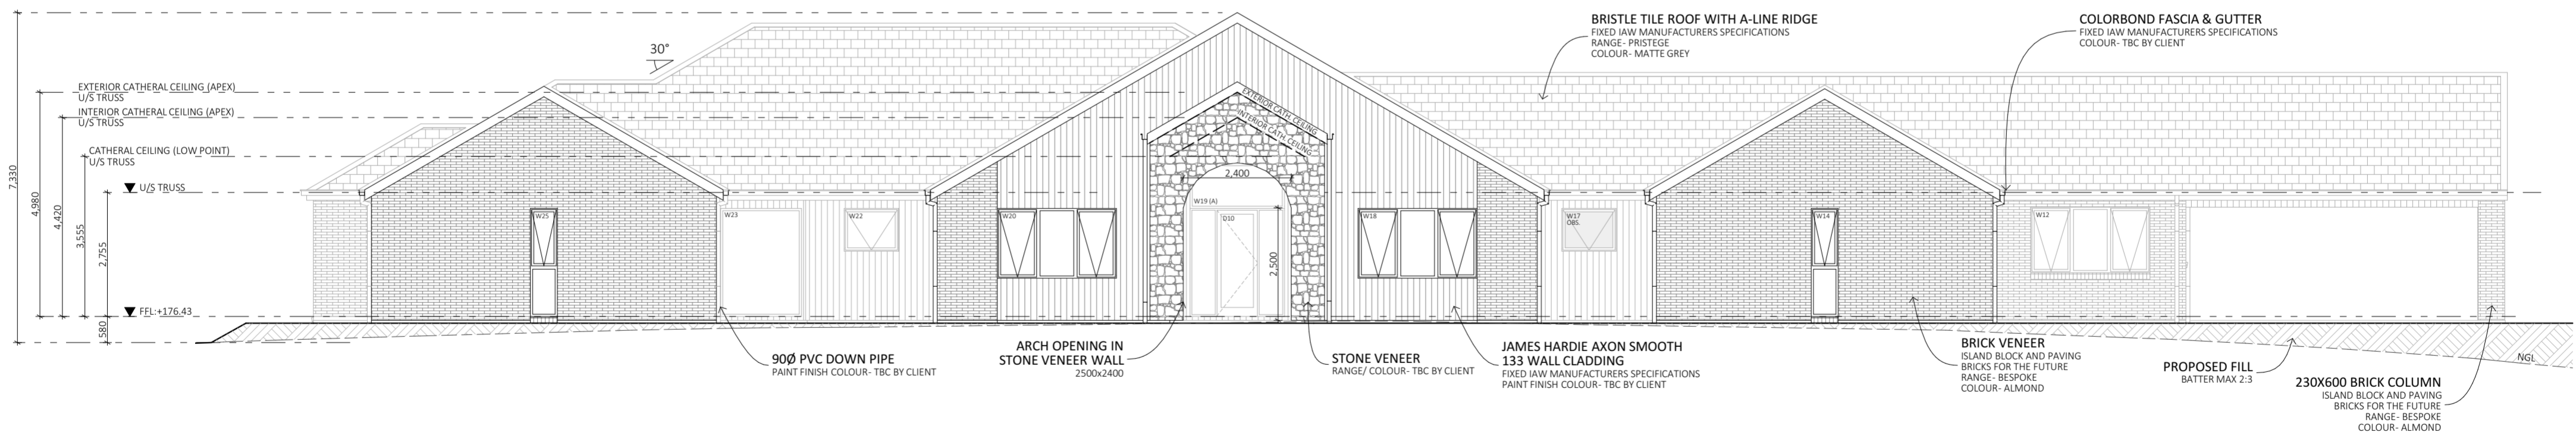 BRISTLE TILE ROOF WITH A-LINE RIDGE
FIXED IAW MANUFACTURERS SPECIFICATIONS
RANGE- PRISTEGE
COLOUR- MATTE GREY
COLORBOND FASCIA & GUTTER
FIXED IAW MANUFACTURERS SPECIFICATIONS
COLOUR- TBC BY CLIENT
30°
EXTERIOR CATHERAL CEILING (APEX)
U/S TRUSS
INTERIOR CATHERAL CEILING (APEX)
U/S TRUSS
CATHERAL CEILING (LOW POINT)
U/S TRUSS
U/S TRUSS
FFL:+176.43
7,330
4,980
4,420
3,555
2,755
580
EXTERIOR CATH. CEILING
INTERIOR CATH. CEILING
2,400
2,500
W25
W23
W22
W20
W19 (A)
D10
W18
W17
OBS.
W14
W12
90Ø PVC DOWN PIPE
PAINT FINISH COLOUR- TBC BY CLIENT
ARCH OPENING IN
STONE VENEER WALL
2500x2400
STONE VENEER
RANGE/ COLOUR- TBC BY CLIENT
JAMES HARDIE AXON SMOOTH
133 WALL CLADDING
FIXED IAW MANUFACTURERS SPECIFICATIONS
PAINT FINISH COLOUR- TBC BY CLIENT
BRICK VENEER
ISLAND BLOCK AND PAVING
BRICKS FOR THE FUTURE
RANGE- BESPOKE
COLOUR- ALMOND
PROPOSED FILL
BATTER MAX 2:3
NGL
230X600 BRICK COLUMN
ISLAND BLOCK AND PAVING
BRICKS FOR THE FUTURE
RANGE- BESPOKE
COLOUR- ALMOND